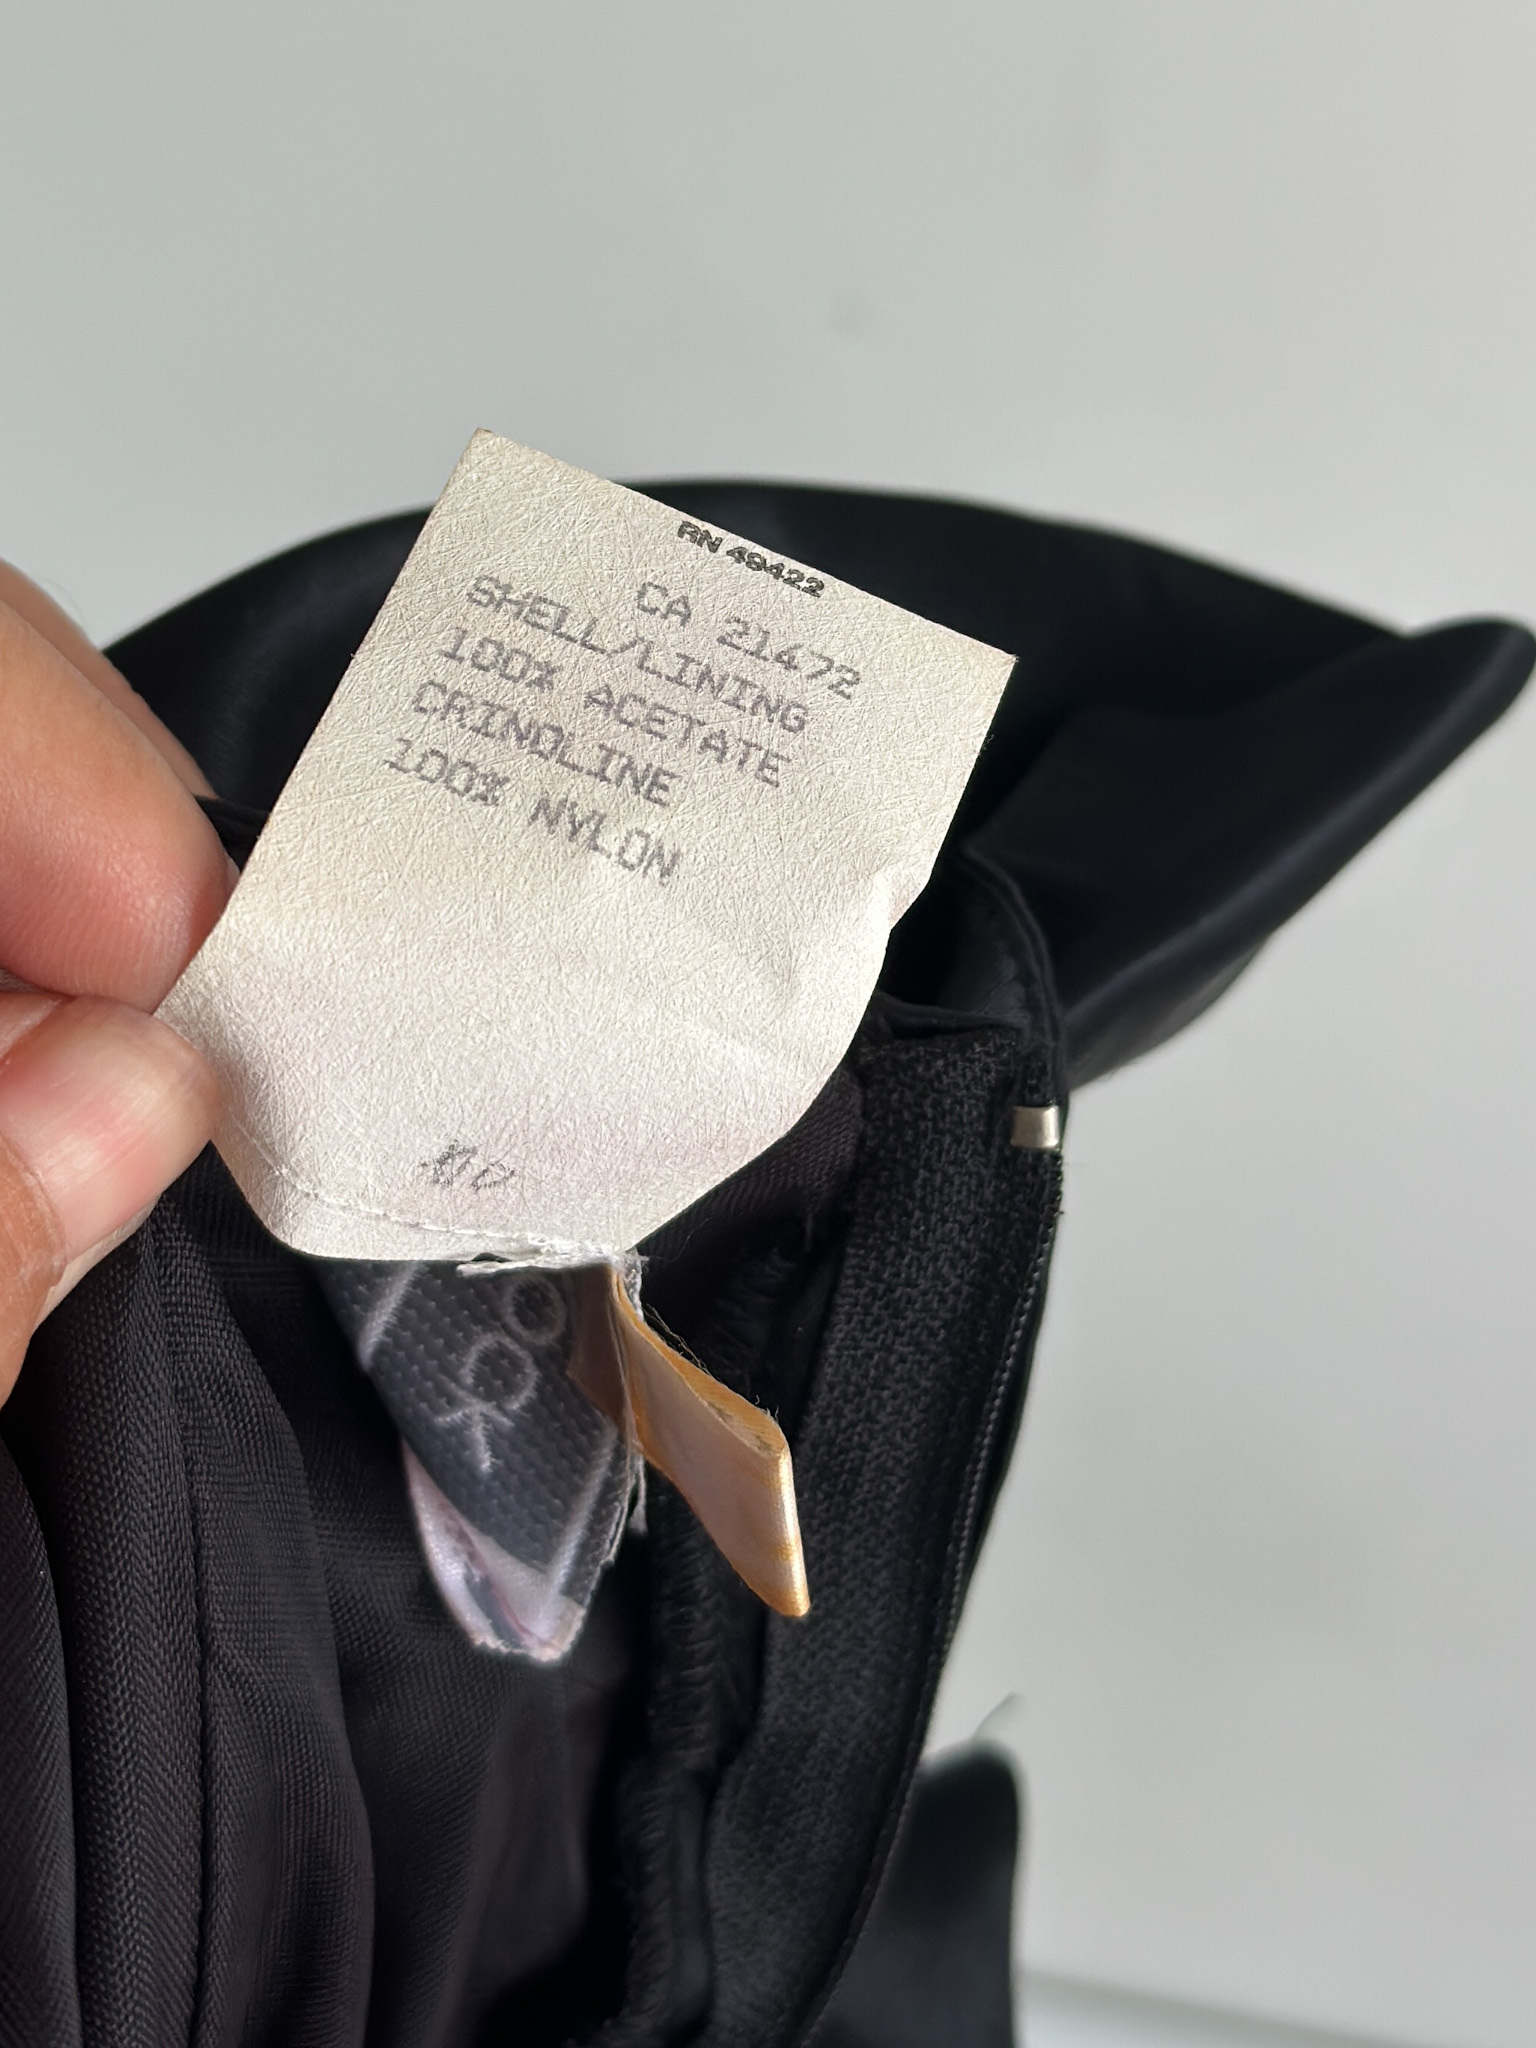 RN 49422
CA 21472
SHELL/LINING
100% ACETATE
CRINOLINE
100% NYLON